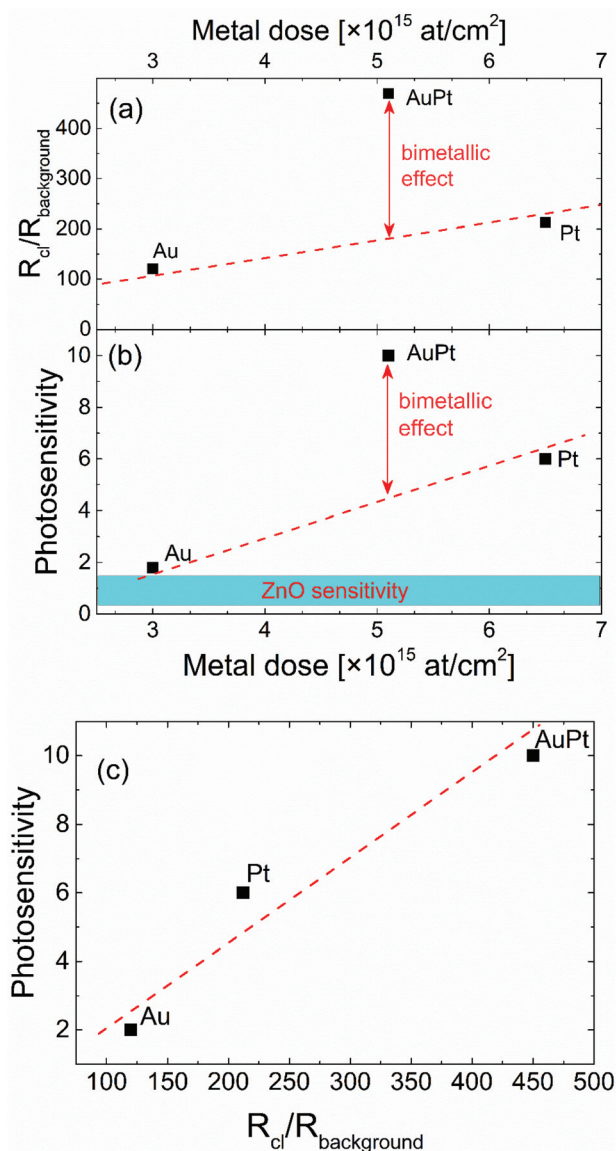 Metal dose [×10¹⁵ at/cm²]
3 4 5 6 7
(a)
AuPt
400
300
200
100
0
R_cl/R_background
bimetallic
effect
Au
Pt
(b)
AuPt
10
8
6
4
2
0
Photosensitivity
bimetallic
effect
Pt
Au
ZnO sensitivity
3 4 5 6 7
Metal dose [×10¹⁵ at/cm²]
(c)
AuPt
10
8
6
4
2
Photosensitivity
Pt
Au
100 150 200 250 300 350 400 450 500
R_cl/R_background